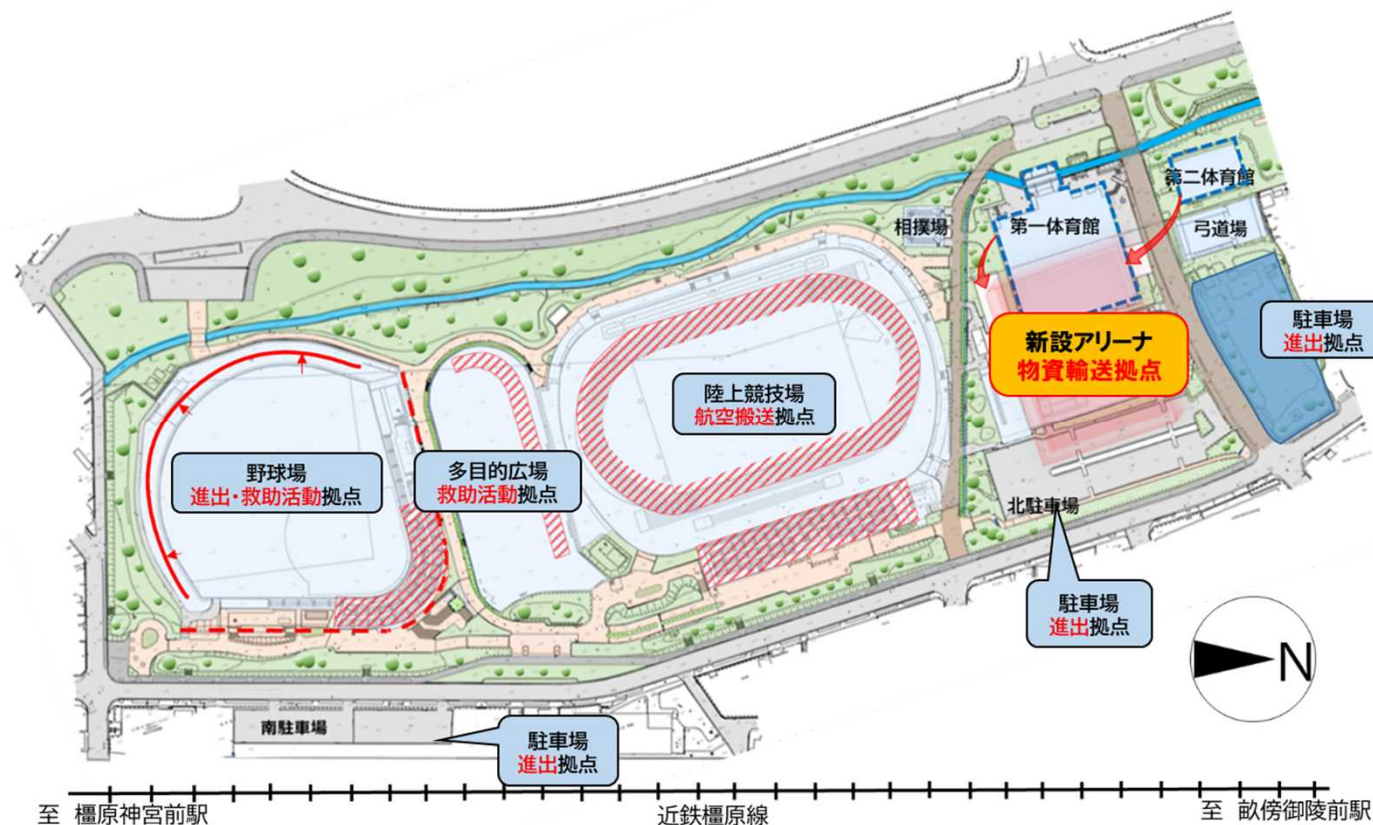 第二体育館
相撲場
第一体育館
弓道場
駐車場
進出拠点
新設アリーナ
物資輸送拠点
陸上競技場
航空搬送拠点
野球場
進出・救助活動拠点
多目的広場
救助活動拠点
北駐車場
駐車場
進出拠点
N
南駐車場
駐車場
進出拠点
至 橿原神宮前駅
近鉄橿原線
至 畝傍御陵前駅